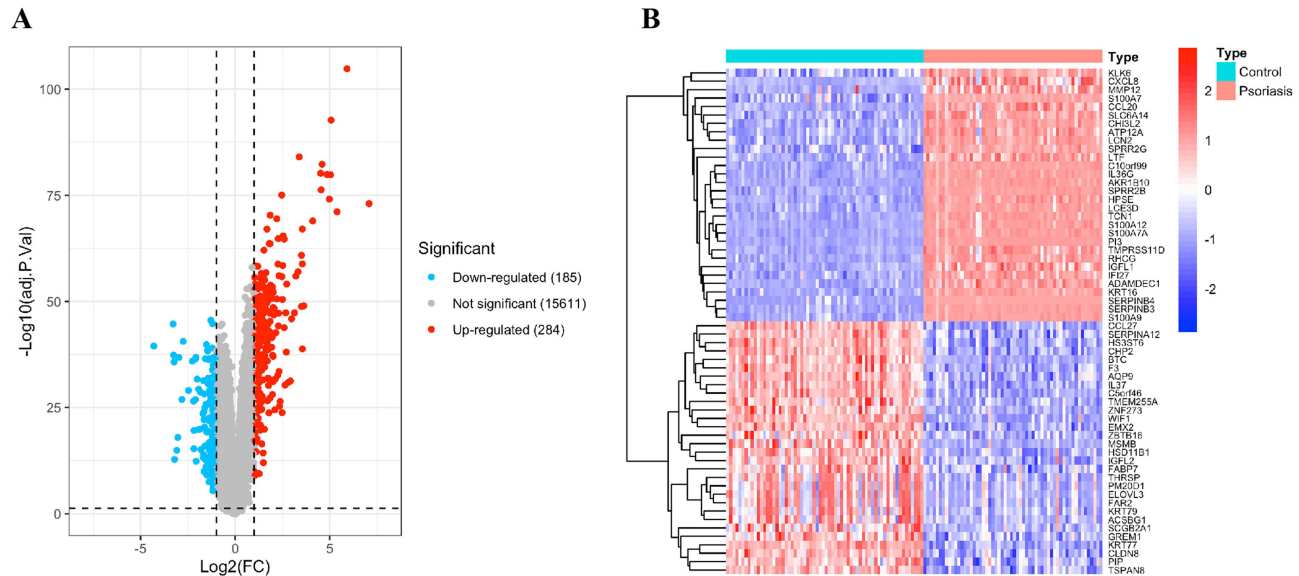 A
-Log10(adj.P.Val)
100
75
50
25
0
-5
0
5
Log2(FC)
Significant
Down-regulated (185)
Not significant (15611)
Up-regulated (284)
B
Type
KLK6
CXCL8
MMP12
S100A7
CCL20
SLC6A14
CHI3L2
ATP12A
LCN2
SPRR2G
LTF
C10orf99
IL36G
AKR1B10
SPRR2B
HPSE
LCE3D
TCN1
S100A12
S100A7A
PI3
TMPRSS11D
RHCG
IGFL1
IFI27
ADAMDEC1
KRT16
SERPINB4
SERPINB3
S100A9
CCL27
SERPINA12
HS3ST6
CHP2
BTC
F3
AQP9
IL37
C5orf46
TMEM255A
ZNF273
WIF1
EMX2
ZBTB16
MSMB
HSD11B1
IGFL2
FABP7
THRSP
PM20D1
ELOVL3
FAR2
KRT79
ACSBG1
SCGB2A1
GREM1
KRT77
CLDN8
PIP
TSPAN8
2
1
0
-1
-2
Type
Control
Psoriasis